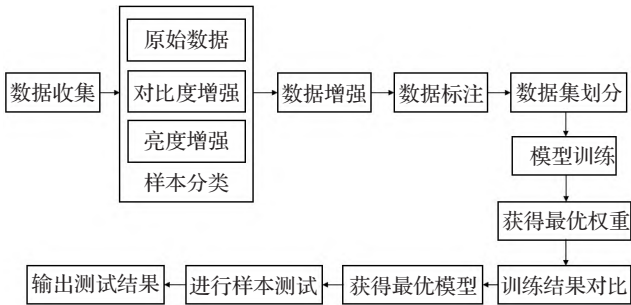 数据收集
原始数据
对比度增强
亮度增强
样本分类
数据增强
数据标注
数据集划分
模型训练
获得最优权重
训练结果对比
获得最优模型
进行样本测试
输出测试结果